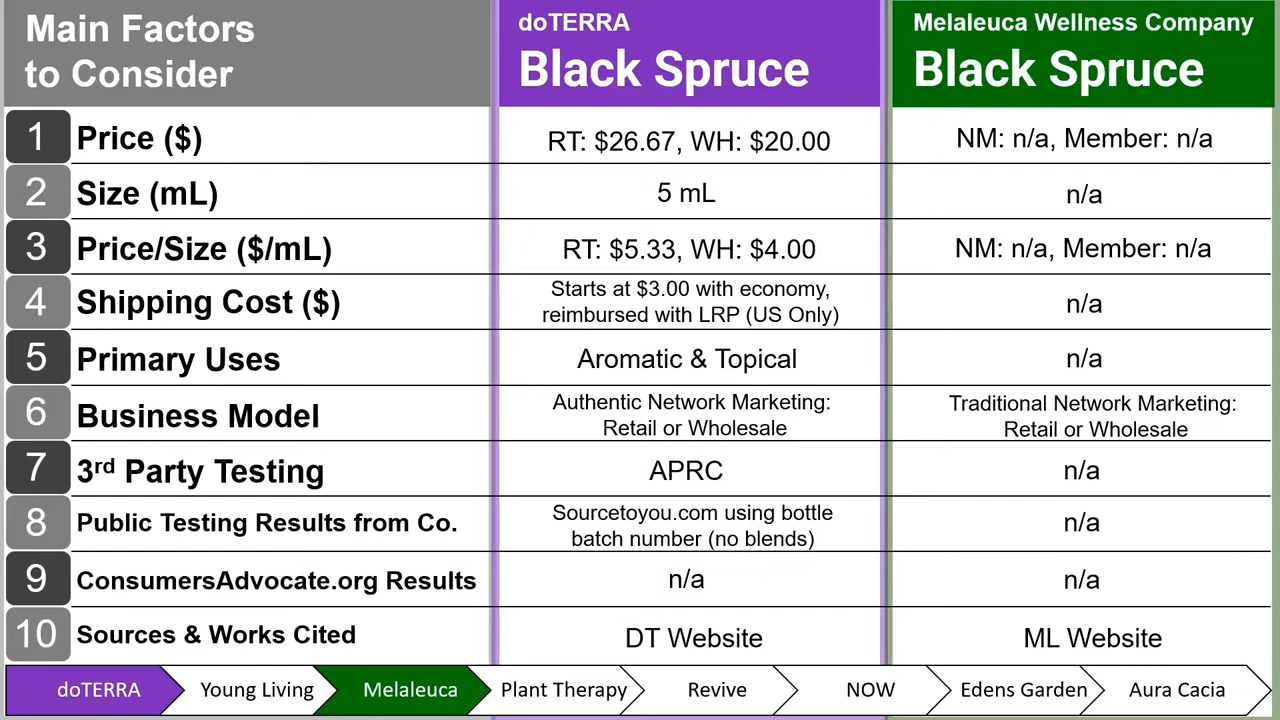 Main Factors
to Consider
doTERRA
Black Spruce
Melaleuca Wellness Company
Black Spruce
1 Price ($)
RT: $26.67, WH: $20.00
NM: n/a, Member: n/a
2 Size (mL)
5 mL
n/a
3 Price/Size ($/mL)
RT: $5.33, WH: $4.00
NM: n/a, Member: n/a
4 Shipping Cost ($)
Starts at $3.00 with economy,
reimbursed with LRP (US Only)
n/a
5 Primary Uses
Aromatic & Topical
n/a
6 Business Model
Authentic Network Marketing:
Retail or Wholesale
Traditional Network Marketing:
Retail or Wholesale
7 3rd Party Testing
APRC
n/a
8 Public Testing Results from Co.
Sourcetoyou.com using bottle
batch number (no blends)
n/a
9 ConsumersAdvocate.org Results
n/a
n/a
10 Sources & Works Cited
DT Website
ML Website
doTERRA
Young Living
Melaleuca
Plant Therapy
Revive
NOW
Edens Garden
Aura Cacia